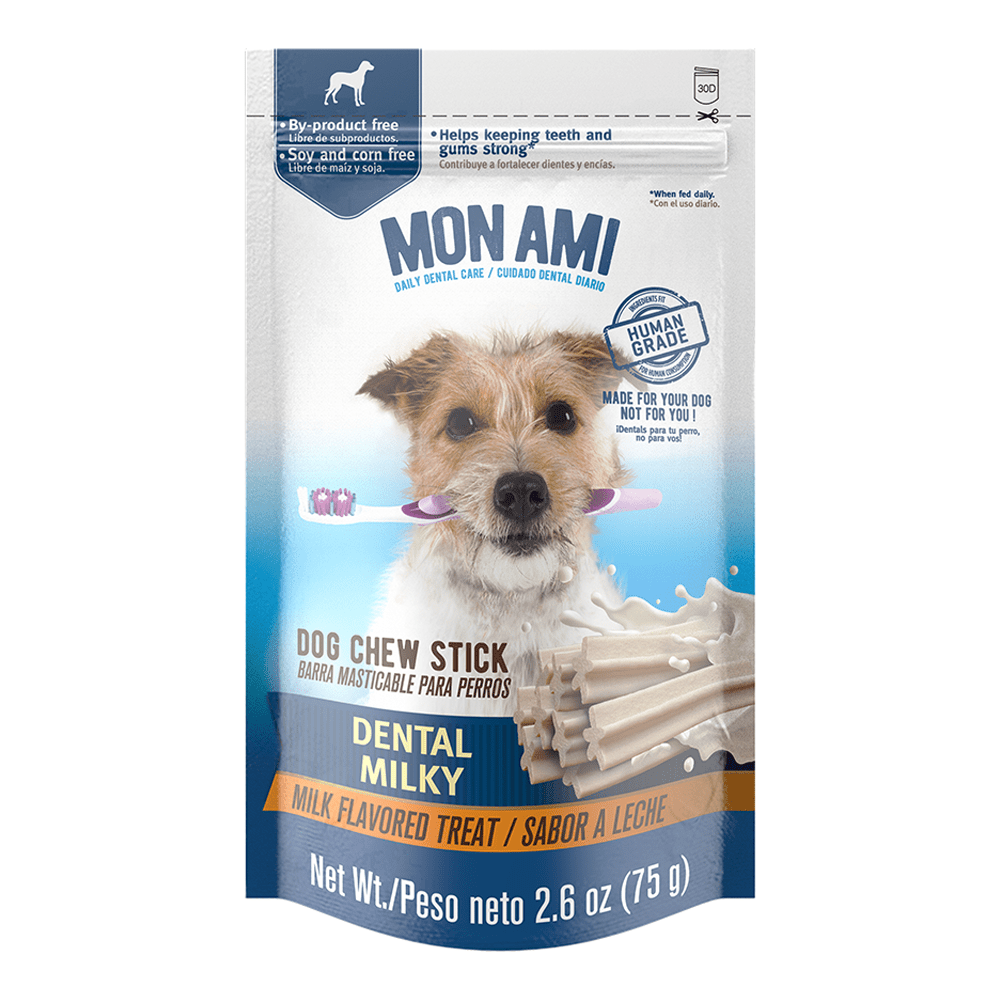 • By-product free
Libre de subproductos.
• Soy and corn free
Libre de maíz y soja.
• Helps keeping teeth and
gums strong*
Contribuye a fortalecer dientes y encías.
30D
*When fed daily.
*Con el uso diario.
MON AMI
DAILY DENTAL CARE / CUIDADO DENTAL DIARIO
INGREDIENTS FIT
HUMAN
GRADE
FOR HUMAN CONSUMPTION
MADE FOR YOUR DOG
NOT FOR YOU !
¡Dentals para tu perro,
no para vos!
DOG CHEW STICK
BARRA MASTICABLE PARA PERROS
DENTAL
MILKY
MILK FLAVORED TREAT / SABOR A LECHE
Net Wt./Peso neto 2.6 oz (75 g)